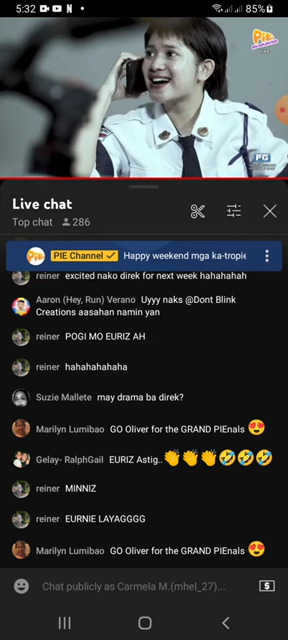 5:32
85%
PIE
PG
Live chat
Top chat 286
PIE Channel Happy weekend mga ka-tropie
reiner excited nako direk for next week hahahahah
Aaron (Hey, Run) Verano Uyyy naks @Dont Blink
Creations aasahan namin yan
reiner POGI MO EURIZ AH
reiner hahahahahaha
Suzie Mallete may drama ba direk?
Marilyn Lumibao GO Oliver for the GRAND PIEnals 😍
Gelay- RalphGail EURIZ Astig..👏👏👏🤣🤣🤣
reiner MINNIZ
reiner EURNIE LAYAGGGG
Marilyn Lumibao GO Oliver for the GRAND PIEnals 😍
Chat publicly as Carmela M.(mhel_27)...